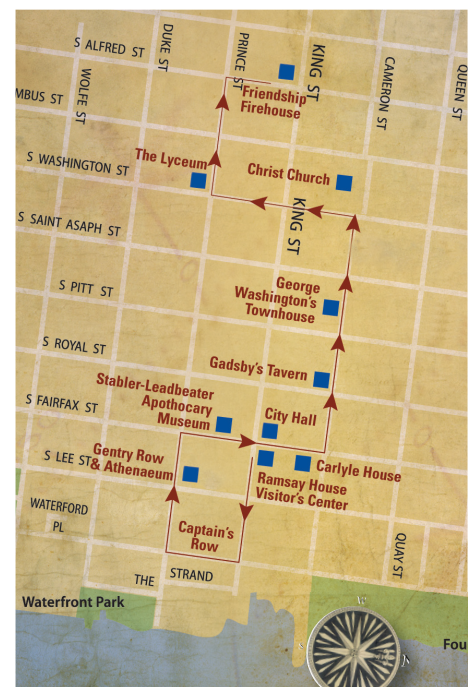 S ALFRED ST
DUKE ST
PRINCE ST
KING ST
CAMERON ST
QUEEN ST
MBUS ST
WOLFE ST
Friendship
Firehouse
S WASHINGTON ST
The Lyceum
Christ Church
KING ST
S SAINT ASAPH ST
S PITT ST
George
Washington's
Townhouse
S ROYAL ST
Gadsby's Tavern
S FAIRFAX ST
Stabler-Leadbeater
Apothocary
Museum
City Hall
S LEE ST
Gentry Row
& Athenaeum
Carlyle House
Ramsay House
Visitor's Center
WATERFORD
PL
Captain's
Row
QUAY ST
THE STRAND
Waterfront Park
Fou
W
S
N